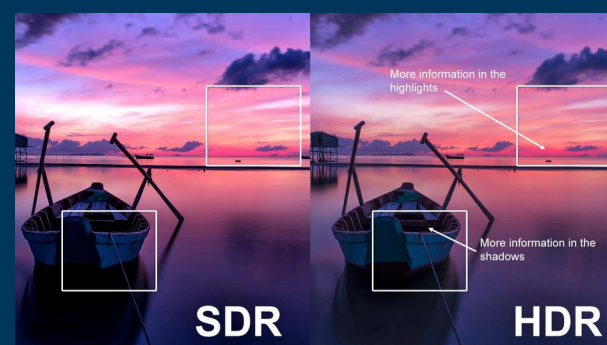 More information in the
highlights
More information in the
shadows
SDR
HDR